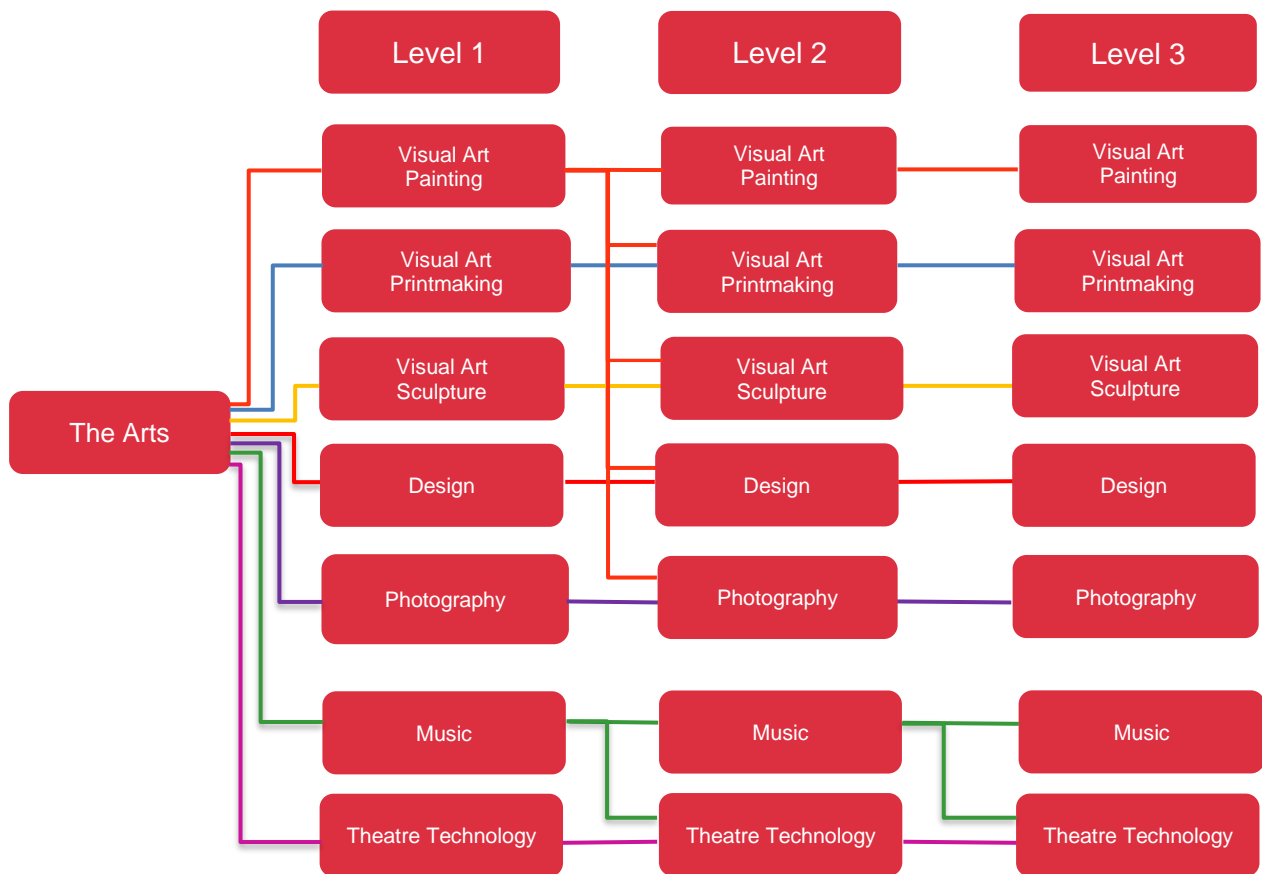 Level 1
Level 2
Level 3
Visual Art
Painting
Visual Art
Painting
Visual Art
Painting
Visual Art
Printmaking
Visual Art
Printmaking
Visual Art
Printmaking
Visual Art
Sculpture
Visual Art
Sculpture
Visual Art
Sculpture
The Arts
Design
Design
Design
Photography
Photography
Photography
Music
Music
Music
Theatre Technology
Theatre Technology
Theatre Technology